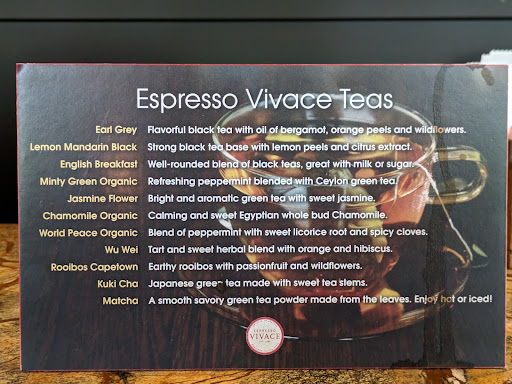 Espresso Vivace Teas
Earl Grey Flavorful black tea with oil of bergamot, orange peels and wildflowers.
Lemon Mandarin Black Strong black tea base with lemon peels and citrus extract.
English Breakfast Well-rounded blend of black teas, great with milk or sugar.
Minty Green Organic Refreshing peppermint blended with Ceylon green tea.
Jasmine Flower Bright and aromatic green tea with sweet jasmine.
Chamomile Organic Calming and sweet Egyptian whole bud Chamomile.
World Peace Organic Blend of peppermint with sweet licorice root and spicy cloves.
Wu Wei Tart and sweet herbal blend with orange and hibiscus.
Rooibos Capetown Earthy rooibos with passionfruit and wildflowers.
Kuki Cha Japanese green tea made with sweet tea stems.
Matcha A smooth savory green tea powder made from the leaves. Enjoy hot or iced!
ESPRESSO
VIVACE